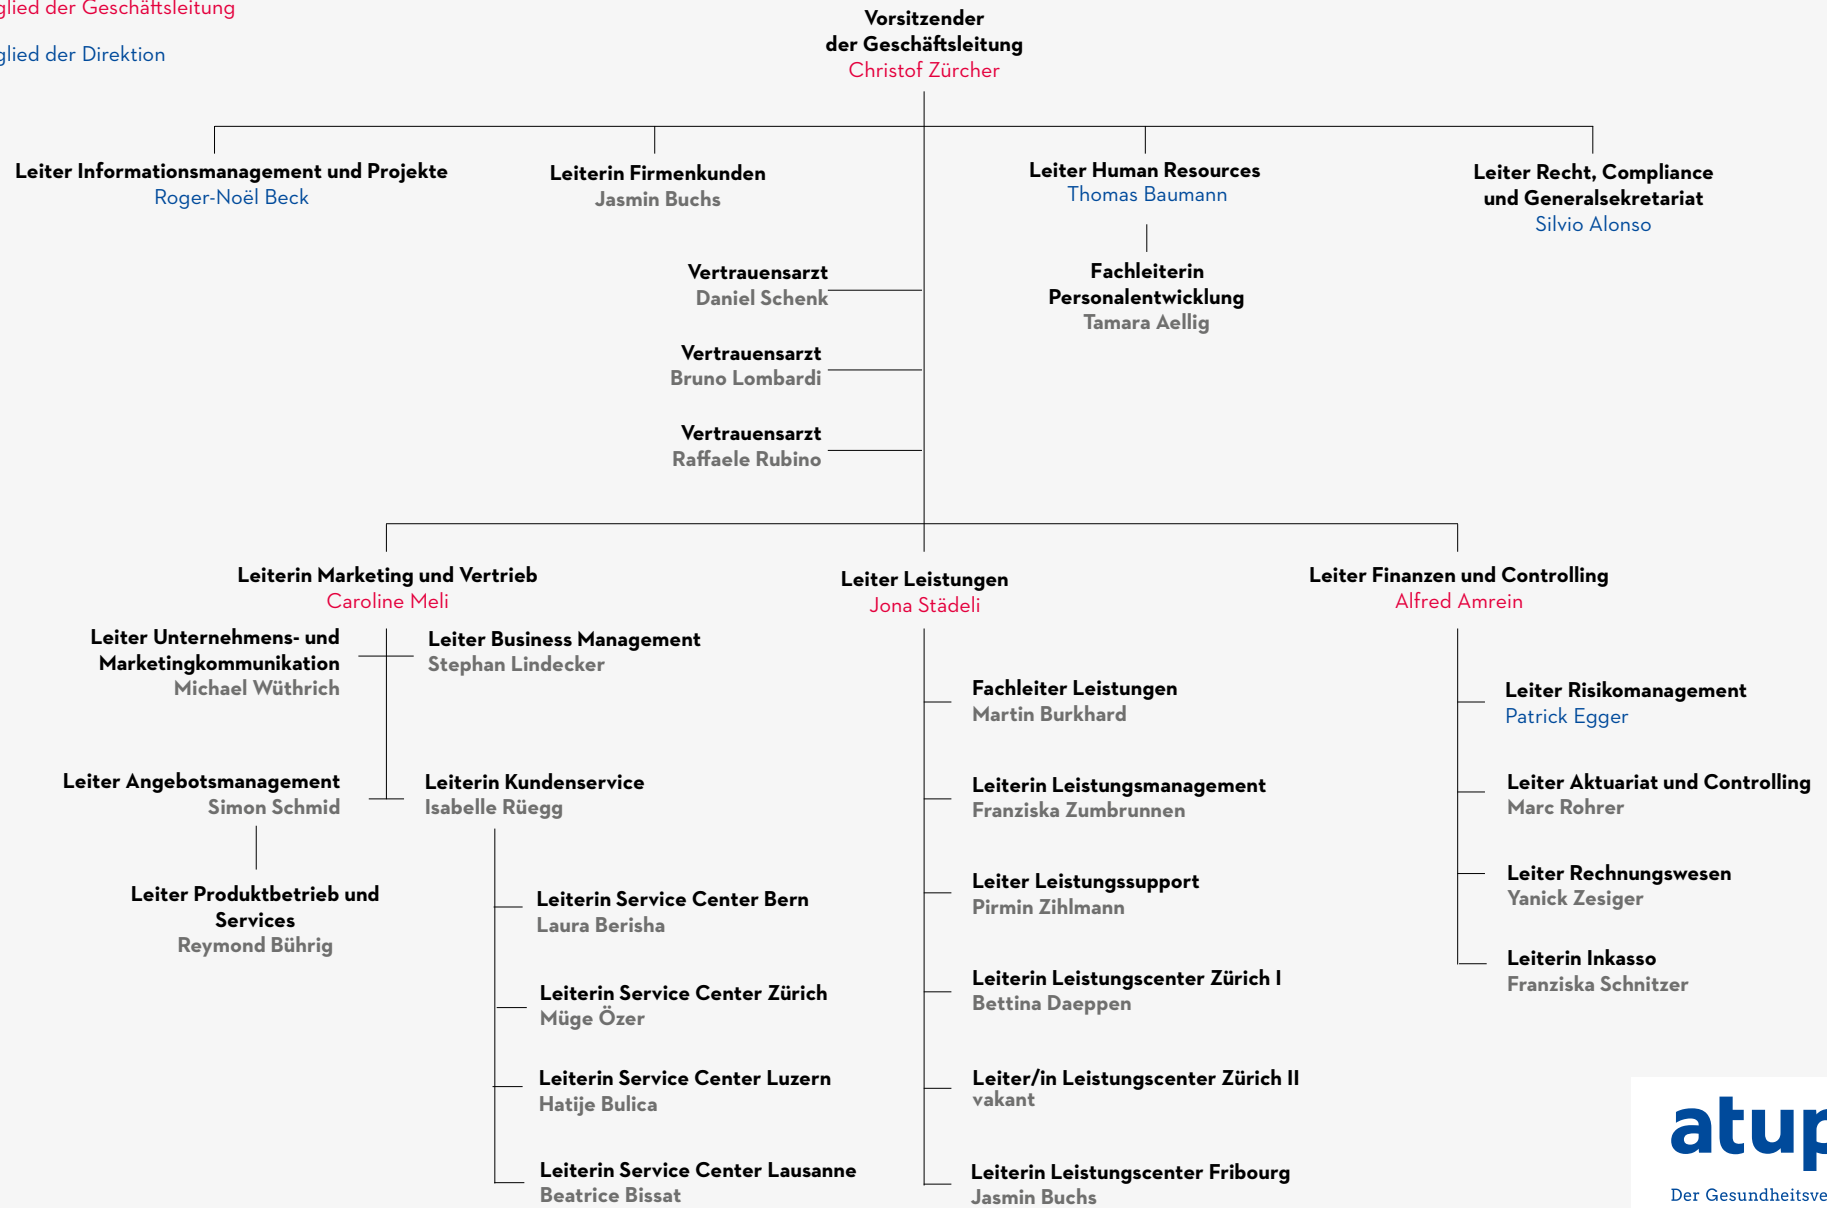 glied der Geschäftsleitung
glied der Direktion
Vorsitzender
der Geschäftsleitung
Christof Zürcher
Leiter Informationsmanagement und Projekte
Roger-Noël Beck
Leiterin Firmenkunden
Jasmin Buchs
Leiter Human Resources
Thomas Baumann
Leiter Recht, Compliance
und Generalsekretariat
Silvio Alonso
Fachleiterin
Personalentwicklung
Tamara Aellig
Vertrauensarzt
Daniel Schenk
Vertrauensarzt
Bruno Lombardi
Vertrauensarzt
Raffaele Rubino
Leiterin Marketing und Vertrieb
Caroline Meli
Leiter Unternehmens- und
Marketingkommunikation
Michael Wüthrich
Leiter Business Management
Stephan Lindecker
Leiter Angebotsmanagement
Simon Schmid
Leiter Produktbetrieb und
Services
Reymond Bührig
Leiterin Kundenservice
Isabelle Rüegg
Leiterin Service Center Bern
Laura Berisha
Leiterin Service Center Zürich
Müge Özer
Leiterin Service Center Luzern
Hatije Bulica
Leiterin Service Center Lausanne
Beatrice Bissat
Leiter Leistungen
Jona Städeli
Fachleiter Leistungen
Martin Burkhard
Leiterin Leistungsmanagement
Franziska Zumbrunnen
Leiter Leistungssupport
Pirmin Zihlmann
Leiterin Leistungscenter Zürich I
Bettina Daeppen
Leiter/in Leistungscenter Zürich II
vakant
Leiterin Leistungscenter Fribourg
Jasmin Buchs
Leiter Finanzen und Controlling
Alfred Amrein
Leiter Risikomanagement
Patrick Egger
Leiter Aktuariat und Controlling
Marc Rohrer
Leiter Rechnungswesen
Yanick Zesiger
Leiterin Inkasso
Franziska Schnitzer
atup
Der Gesundheitsve